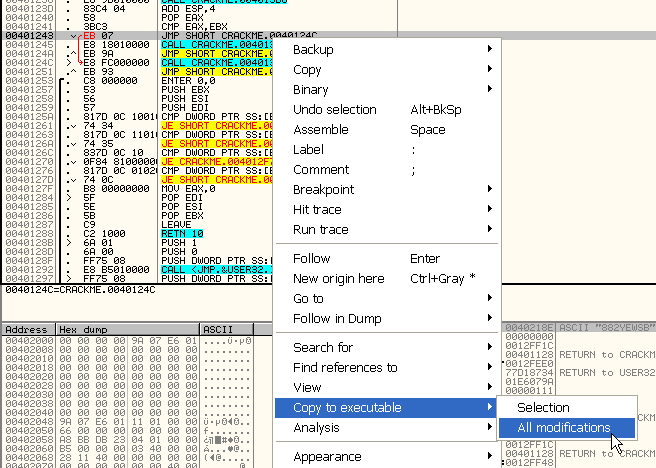 83C4 04 ADD ESP,4
00401240 . 58 POP EAX
00401241 . 3BC3 CMP EAX,EBX
00401243 EB 07 JMP SHORT CRACKME.0040124C
00401245 . E8 18010000 CALL CRACKME.004013
0040124A .^ EB 9A JMP SHORT CRACKME.
0040124C > E8 FC000000 CALL CRACKME.004013
00401251 .^ EB 93 JMP SHORT CRACKME.
00401253 . C8 000000 ENTER 0,0
00401257 . 53 PUSH EBX
00401258 . 56 PUSH ESI
00401259 . 57 PUSH EDI
0040125A . 817D 0C 1001 CMP DWORD PTR SS:[E
00401261 . 74 34 JE SHORT CRACKME.00
00401263 . 817D 0C 1101 CMP DWORD PTR SS:[E
0040126A . 74 35 JE SHORT CRACKME.00
0040126C . 837D 0C 10 CMP DWORD PTR SS:[E
00401270 . 0F84 81000000 JE CRACKME.004012F7
00401276 . 817D 0C 0102 CMP DWORD PTR SS:[E
0040127D . 74 0C JE SHORT CRACKME.00
0040127F . B8 00000000 MOV EAX,0
00401284 > 5F POP EDI
00401285 . 5E POP ESI
00401286 . 5B POP EBX
00401287 . C9 LEAVE
00401288 . C2 1000 RETN 10
0040128B > 6A 01 PUSH 1
0040128D . 6A 00 PUSH 0
0040128F . FF75 08 PUSH DWORD PTR SS:[
00401292 . E8 B5010000 CALL <JMP.&USER32.
00401297 > FF75 08 PUSH DWORD PTR SS:[
0040124C=CRACKME.0040124C
Backup
Copy
Binary
Undo selection Alt+BkSp
Assemble Space
Label :
Comment ;
Breakpoint
Hit trace
Run trace
Follow Enter
New origin here Ctrl+Gray *
Go to
Follow in Dump
Search for
Find references to
View
Copy to executable
Analysis
Appearance
Selection
All modifications
Address Hex dump ASCII
00402000 00 00 00 00 9A 07 E6 01
00402008 00 00 00 00 00 00 00 00
00402010 00 00 00 00 00 00 00 00
00402018 00 00 00 00 00 00 00 00
00402020 00 00 00 00 00 00 00 00
00402028 00 00 00 00 00 00 00 00
00402030 00 00 00 00 00 00 00 00
00402038 00 00 00 00 00 00 00 00
00402040 00 00 00 00 00 00 00 00
00402048 9A 07 E6 01 11 01 00 00
00402050 66 00 00 00 00 00 00 00
00402058 A8 BB DB 23 04 01 00 00
00402060 B5 00 00 00 03 40 00 00
00402068 28 11 40 00 00 00 00 00
0040218E ASCII "882YEWSB"
00000000
0012FF1C
00401128 RETURN to CRACKM
0012FEE0
77D18734 RETURN to USER32
01E6079A
00000111
0012FF1C
00401128 RETURN to CRACKM
0012FF40